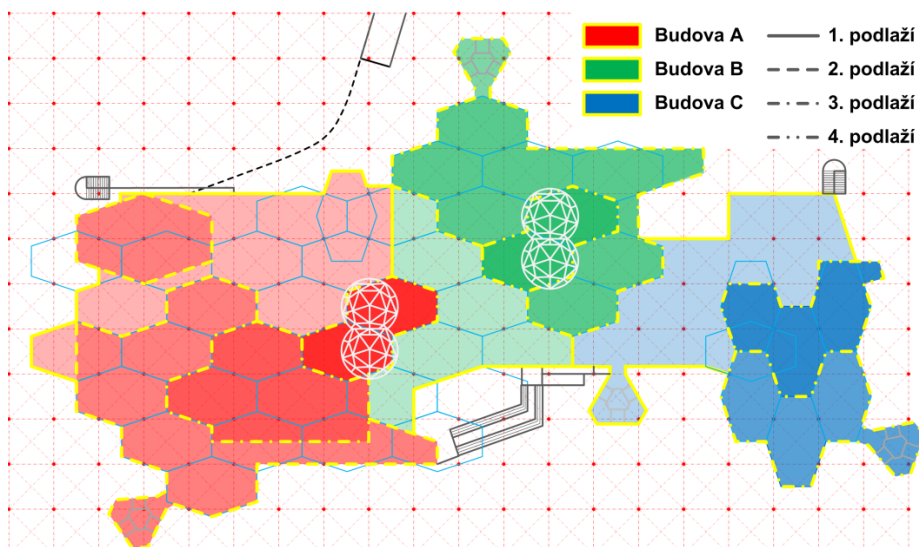 Budova A
1. podlaží
Budova B
2. podlaží
Budova C
3. podlaží
4. podlaží